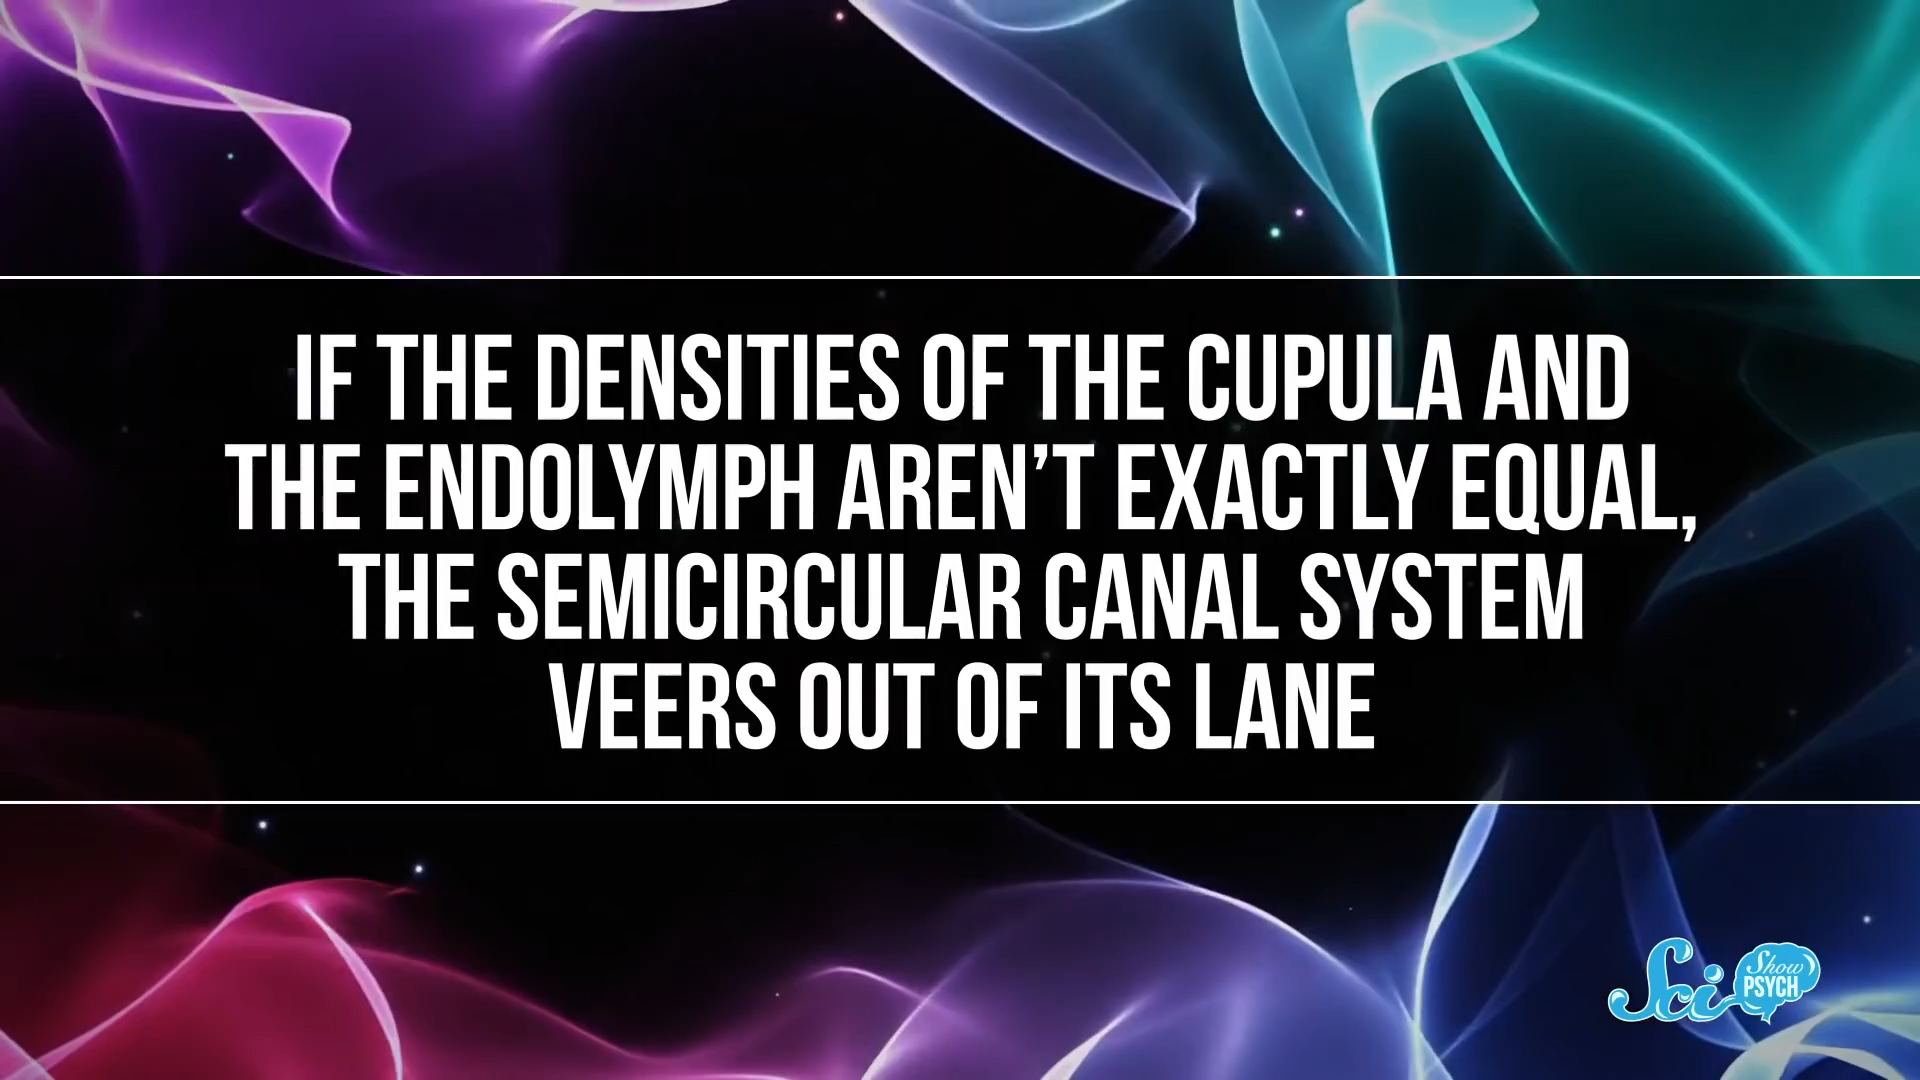 IF THE DENSITIES OF THE CUPULA AND
THE ENDOLYMPH AREN'T EXACTLY EQUAL,
THE SEMICIRCULAR CANAL SYSTEM
VEERS OUT OF ITS LANE
Sci Show
PSYCH